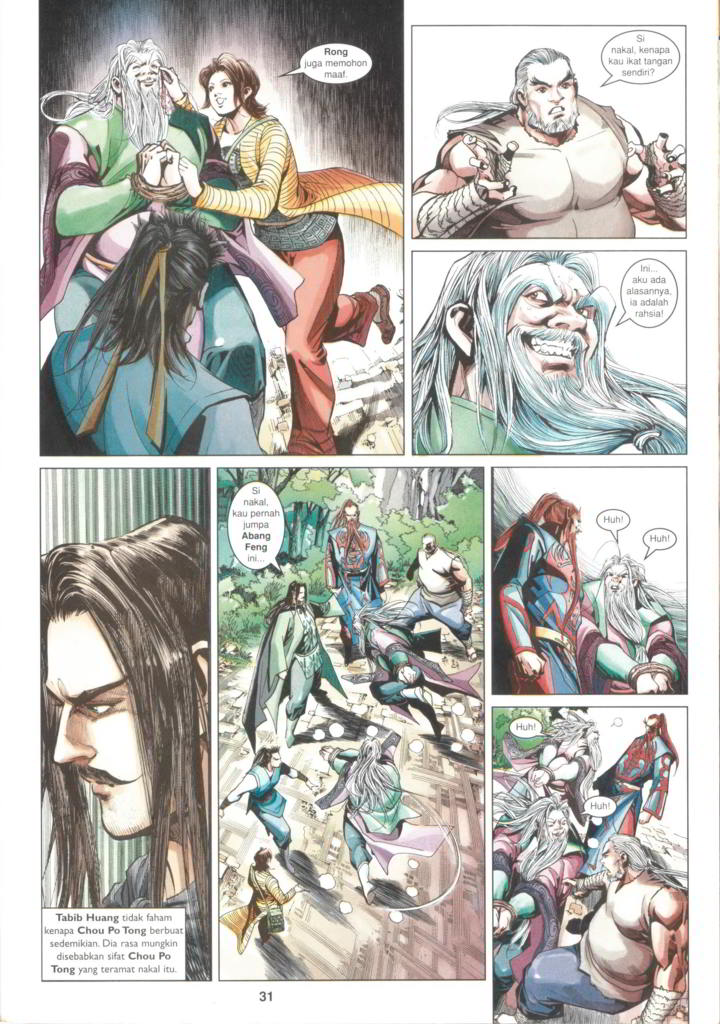 Rong
juga memohon
maaf.
Si
nakal, kenapa
kau ikat tangan
sendiri?
Ini...
aku ada
alasannya,
ia adalah
rahsia!
Tabib Huang tidak faham
kenapa Chou Po Tong berbuat
sedemikian. Dia rasa mungkin
disebabkan sifat Chou Po
Tong yang teramat nakal itu.
Si
nakal,
kau pernah
jumpa
Abang
Feng
ini...
Huh!
Huh!
Huh!
Huh!
31